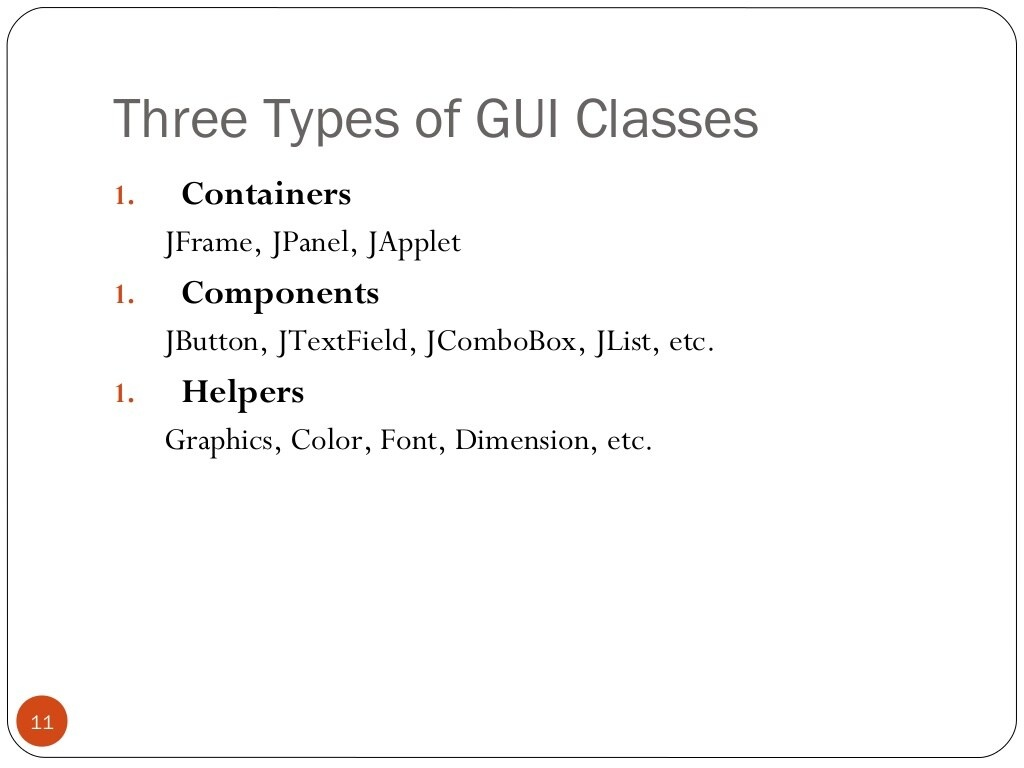 Three Types of GUI Classes
1. Containers
JFrame, JPanel, JApplet
1. Components
JButton, JTextField, JComboBox, JList, etc.
1. Helpers
Graphics, Color, Font, Dimension, etc.
11